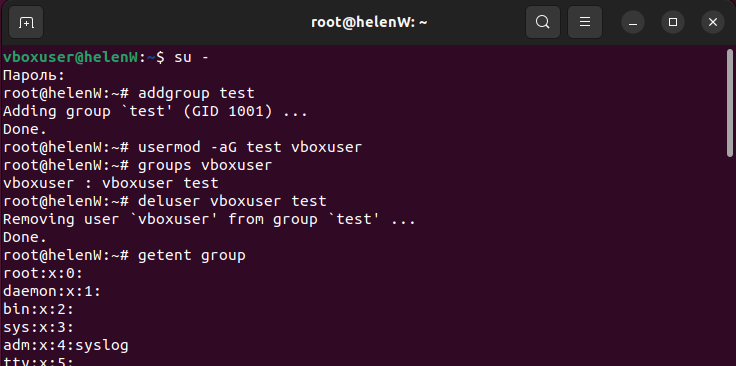 root@helenW: ~
vboxuser@helenW:~$ su -
Пароль:
root@helenW:~# addgroup test
Adding group `test' (GID 1001) ...
Done.
root@helenW:~# usermod -aG test vboxuser
root@helenW:~# groups vboxuser
vboxuser : vboxuser test
root@helenW:~# deluser vboxuser test
Removing user `vboxuser' from group `test' ...
Done.
root@helenW:~# getent group
root:x:0:
daemon:x:1:
bin:x:2:
sys:x:3:
adm:x:4:syslog
tty:x:5: